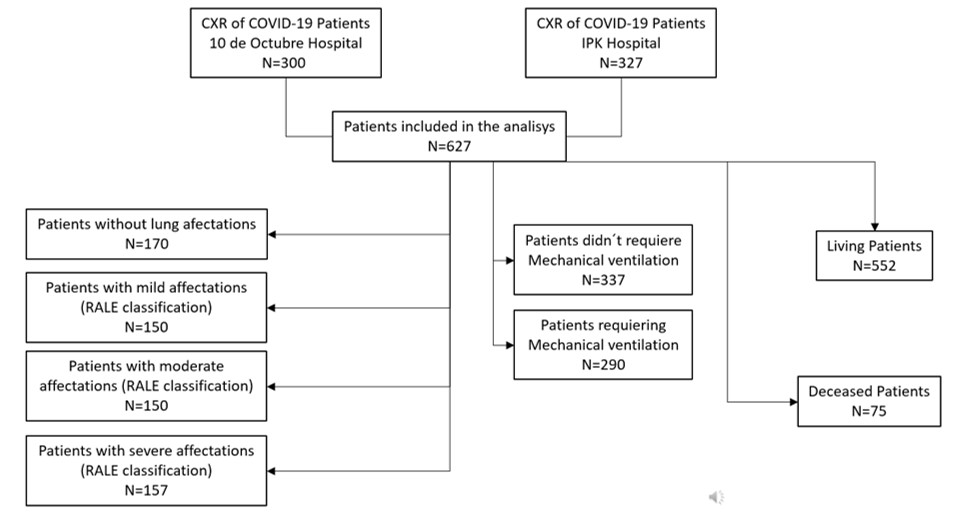 CXR of COVID-19 Patients
10 de Octubre Hospital
N=300
CXR of COVID-19 Patients
IPK Hospital
N=327
Patients included in the analisys
N=627
Patients without lung afectations
N=170
Patients with mild affectations
(RALE classification)
N=150
Patients with moderate
affectations (RALE classification)
N=150
Patients with severe affectations
(RALE classification)
N=157
Patients didn´t requiere
Mechanical ventilation
N=337
Patients requiering
Mechanical ventilation
N=290
Living Patients
N=552
Deceased Patients
N=75